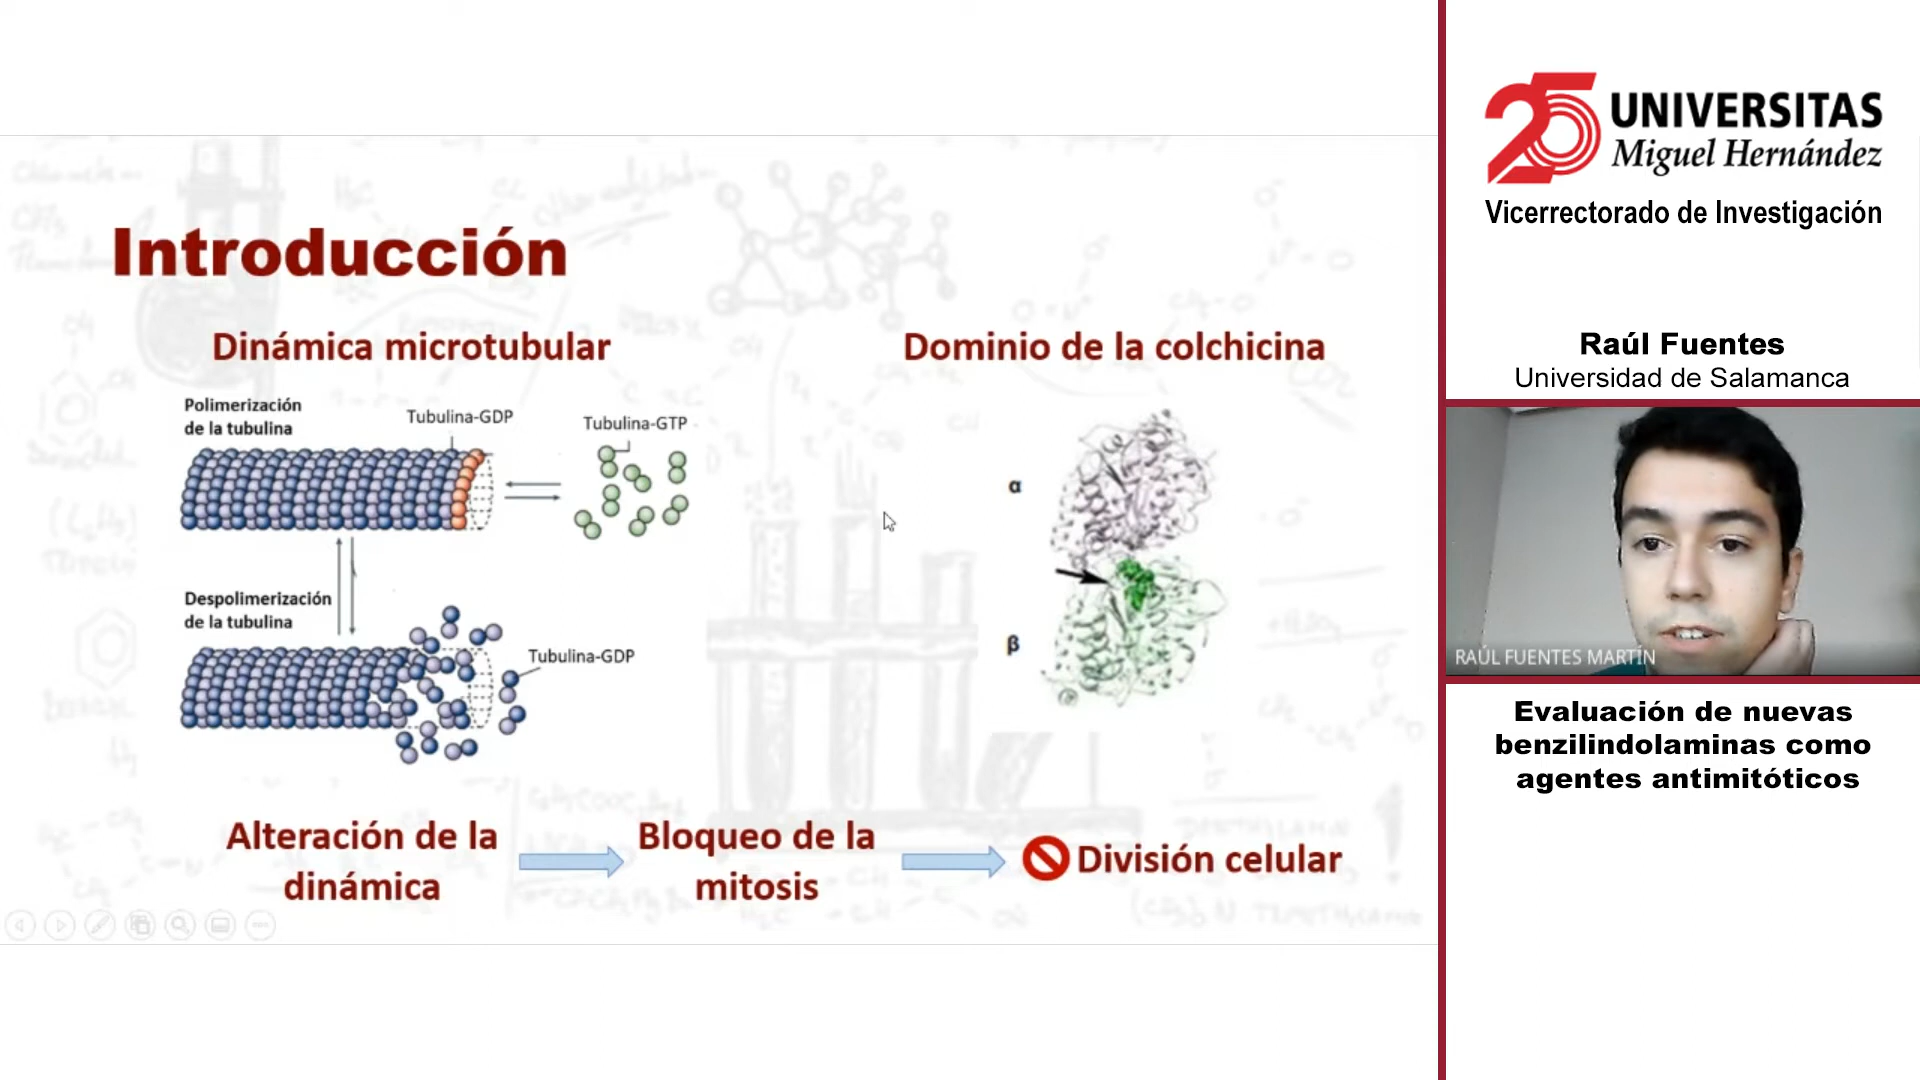 Introducción
Dinámica microtubular
Polimerización
de la tubulina
Tubulina-GDP
Tubulina-GTP
Despolimerización
de la tubulina
Tubulina-GDP
Dominio de la colchicina
α
β
Alteración de la
dinámica
Bloqueo de la
mitosis
División celular
25 UNIVERSITAS
Miguel Hernández
Vicerrectorado de Investigación
Raúl Fuentes
Universidad de Salamanca
RAÚL FUENTES MARTÍN
Evaluación de nuevas
benzilindolaminas como
agentes antimitóticos